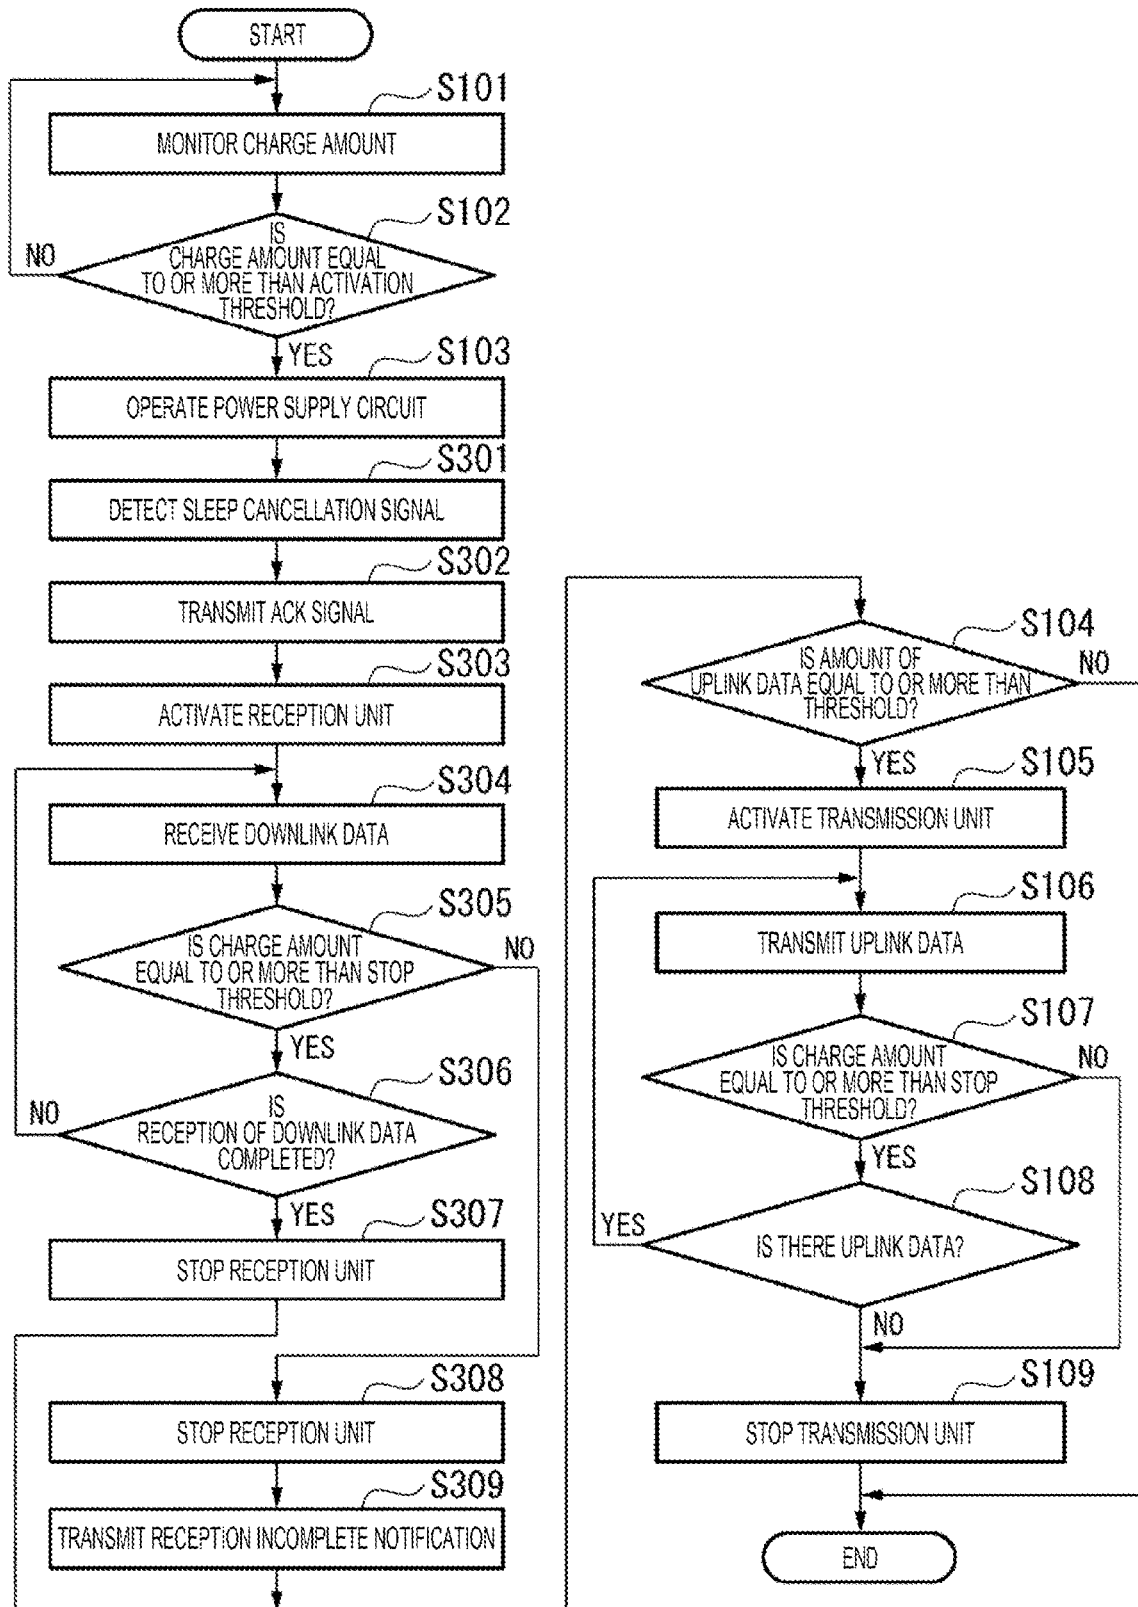 START
S101
MONITOR CHARGE AMOUNT
S102
IS
CHARGE AMOUNT EQUAL
TO OR MORE THAN ACTIVATION
THRESHOLD?
NO
YES
S103
OPERATE POWER SUPPLY CIRCUIT
S301
DETECT SLEEP CANCELLATION SIGNAL
S302
TRANSMIT ACK SIGNAL
S303
ACTIVATE RECEPTION UNIT
S304
RECEIVE DOWNLINK DATA
S305
IS CHARGE AMOUNT
EQUAL TO OR MORE THAN STOP
THRESHOLD?
NO
YES
S306
IS
RECEPTION OF DOWNLINK DATA
COMPLETED?
NO
YES
S307
STOP RECEPTION UNIT
S308
STOP RECEPTION UNIT
S309
TRANSMIT RECEPTION INCOMPLETE NOTIFICATION
S104
IS AMOUNT OF
UPLINK DATA EQUAL TO OR MORE THAN
THRESHOLD?
NO
YES
S105
ACTIVATE TRANSMISSION UNIT
S106
TRANSMIT UPLINK DATA
S107
IS CHARGE AMOUNT
EQUAL TO OR MORE THAN STOP
THRESHOLD?
NO
YES
S108
IS THERE UPLINK DATA?
YES
NO
S109
STOP TRANSMISSION UNIT
END